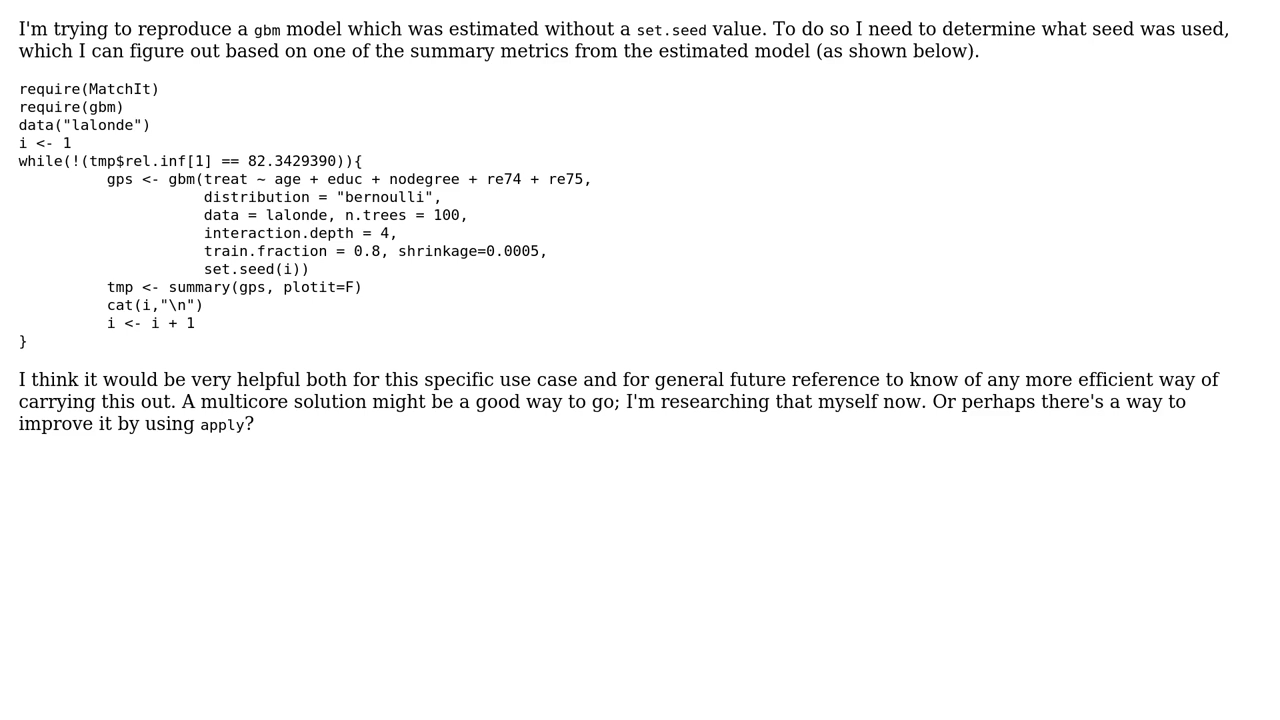 I'm trying to reproduce a gbm model which was estimated without a set.seed value. To do so I need to determine what seed was used,
which I can figure out based on one of the summary metrics from the estimated model (as shown below).
require(MatchIt)
require(gbm)
data("lalonde")
i <- 1
while(!(tmp$rel.inf[1] == 82.3429390)){
          gps <- gbm(treat ~ age + educ + nodegree + re74 + re75,
                     distribution = "bernoulli",
                     data = lalonde, n.trees = 100,
                     interaction.depth = 4,
                     train.fraction = 0.8, shrinkage=0.0005,
                     set.seed(i))
          tmp <- summary(gps, plotit=F)
          cat(i,"\n")
          i <- i + 1
}
I think it would be very helpful both for this specific use case and for general future reference to know of any more efficient way of
carrying this out. A multicore solution might be a good way to go; I'm researching that myself now. Or perhaps there's a way to
improve it by using apply?